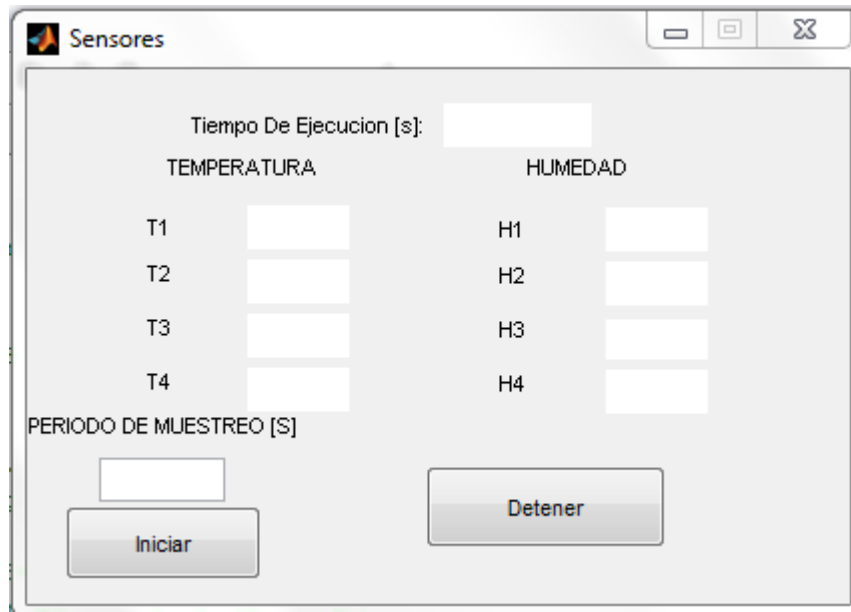 Sensores
Tiempo De Ejecucion [s]:
TEMPERATURA HUMEDAD
T1 H1
T2 H2
T3 H3
T4 H4
PERIODO DE MUESTREO [S]
Detener
Iniciar